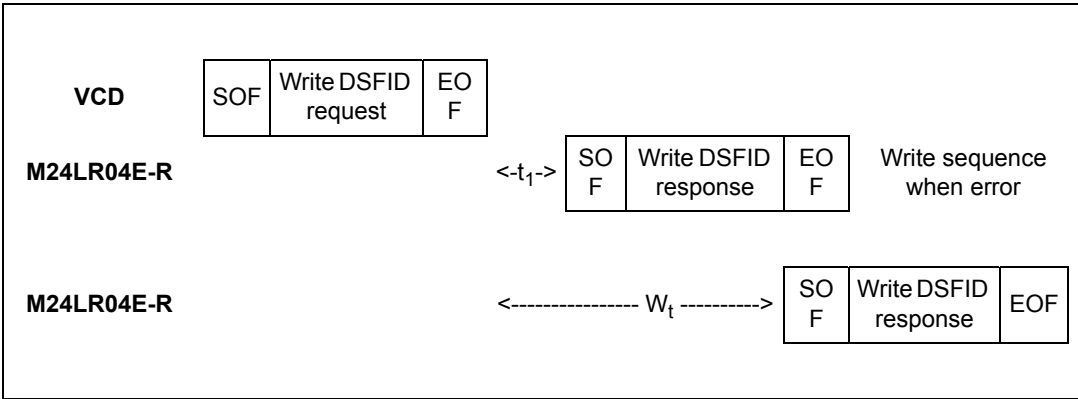 VCD SOF Write DSFID request EO F
M24LR04E-R <-t1-> SO F Write DSFID response EO F Write sequence when error
M24LR04E-R <---------------- Wt ----------> SO F Write DSFID response EOF